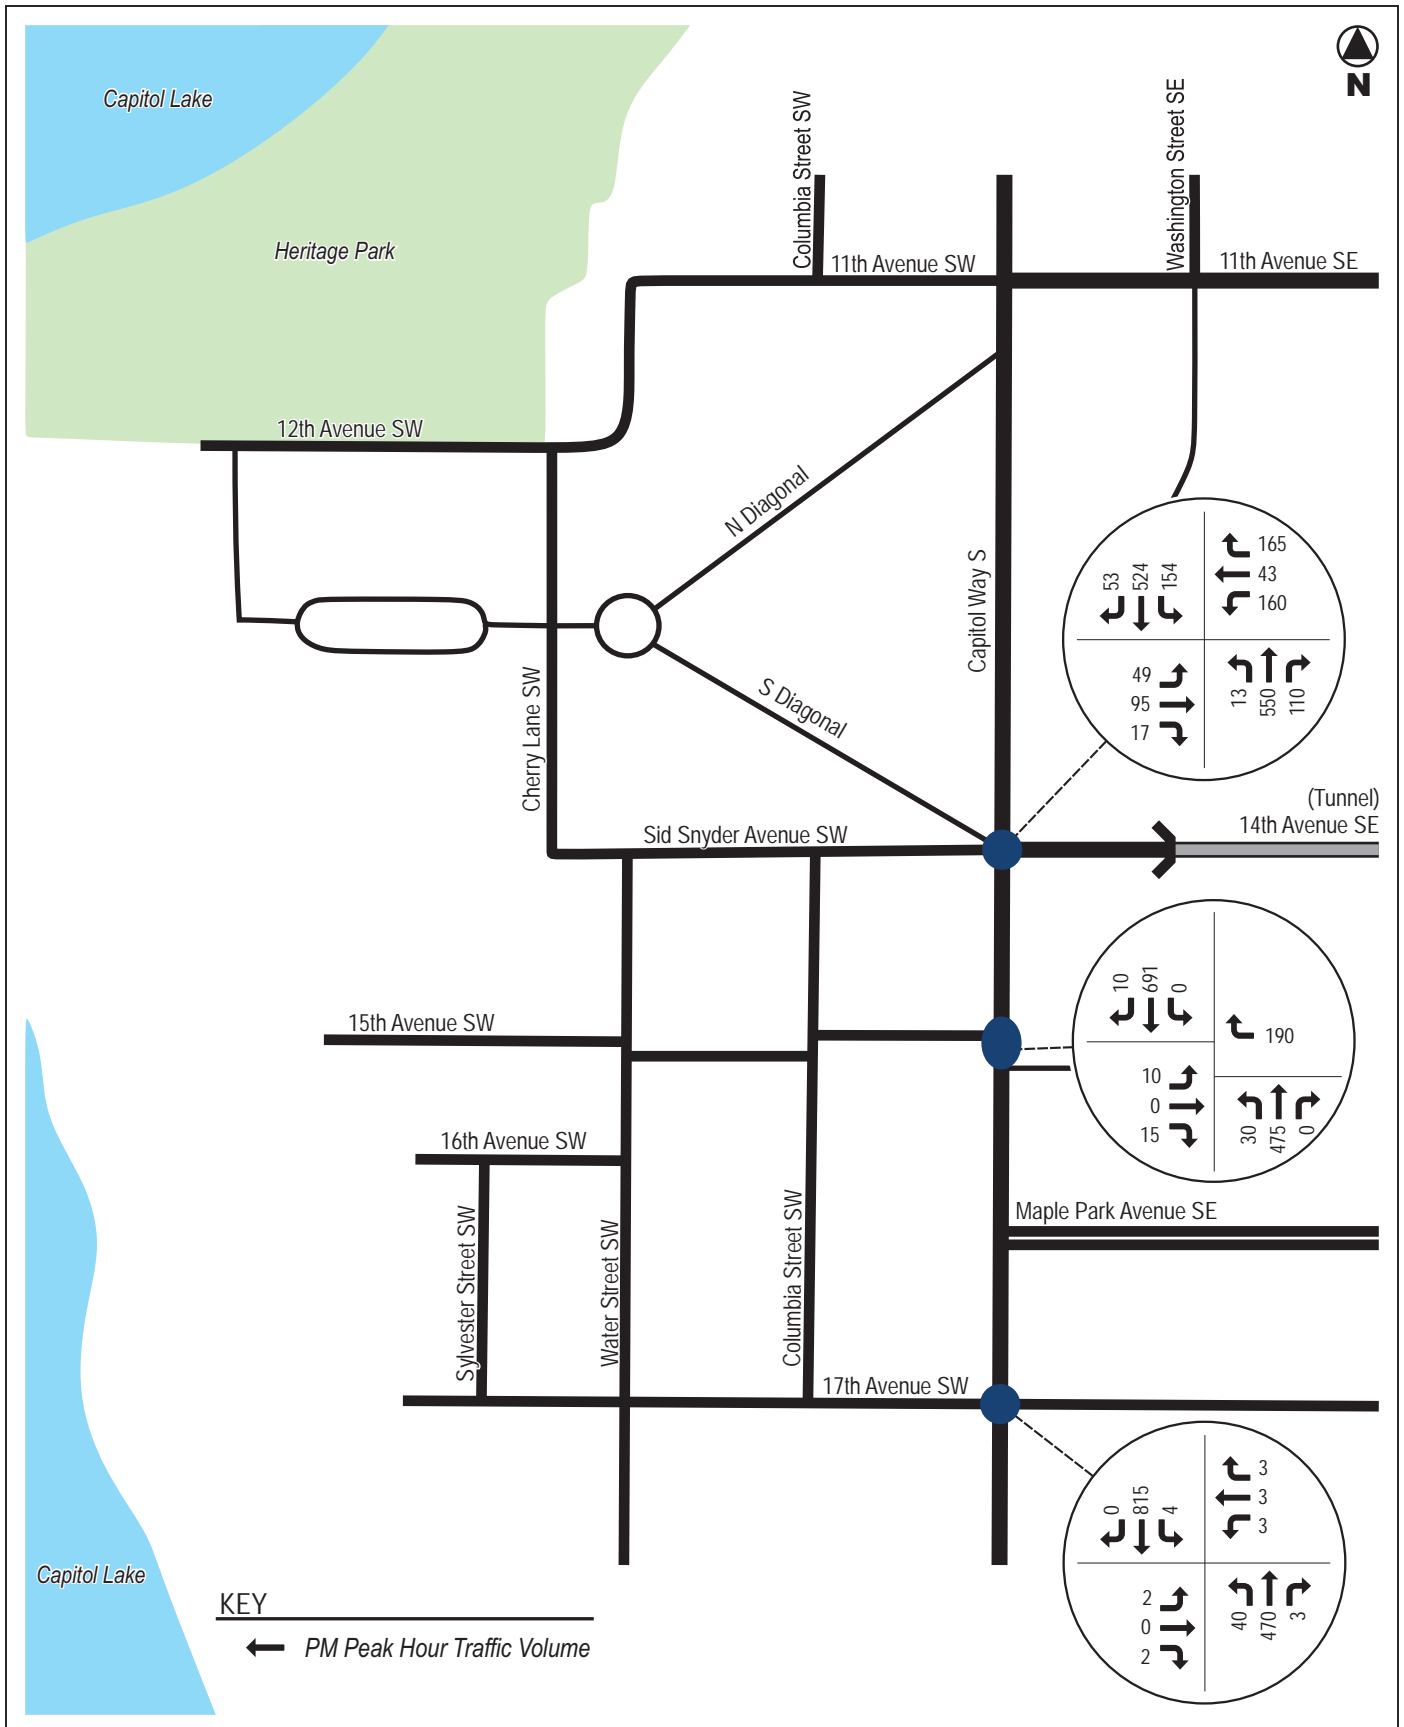 Capitol Lake
N
Heritage Park
Columbia Street SW
Washington Street SE
11th Avenue SW
11th Avenue SE
12th Avenue SW
N Diagonal
Capitol Way S
53
524
154
165
43
160
49
95
17
13
550
110
S Diagonal
Cherry Lane SW
(Tunnel)
14th Avenue SE
Sid Snyder Avenue SW
10
691
0
190
15th Avenue SW
10
0
15
30
475
0
16th Avenue SW
Maple Park Avenue SE
Sylvester Street SW
Water Street SW
Columbia Street SW
17th Avenue SW
0
815
4
3
3
3
2
0
2
40
470
3
Capitol Lake
KEY
PM Peak Hour Traffic Volume